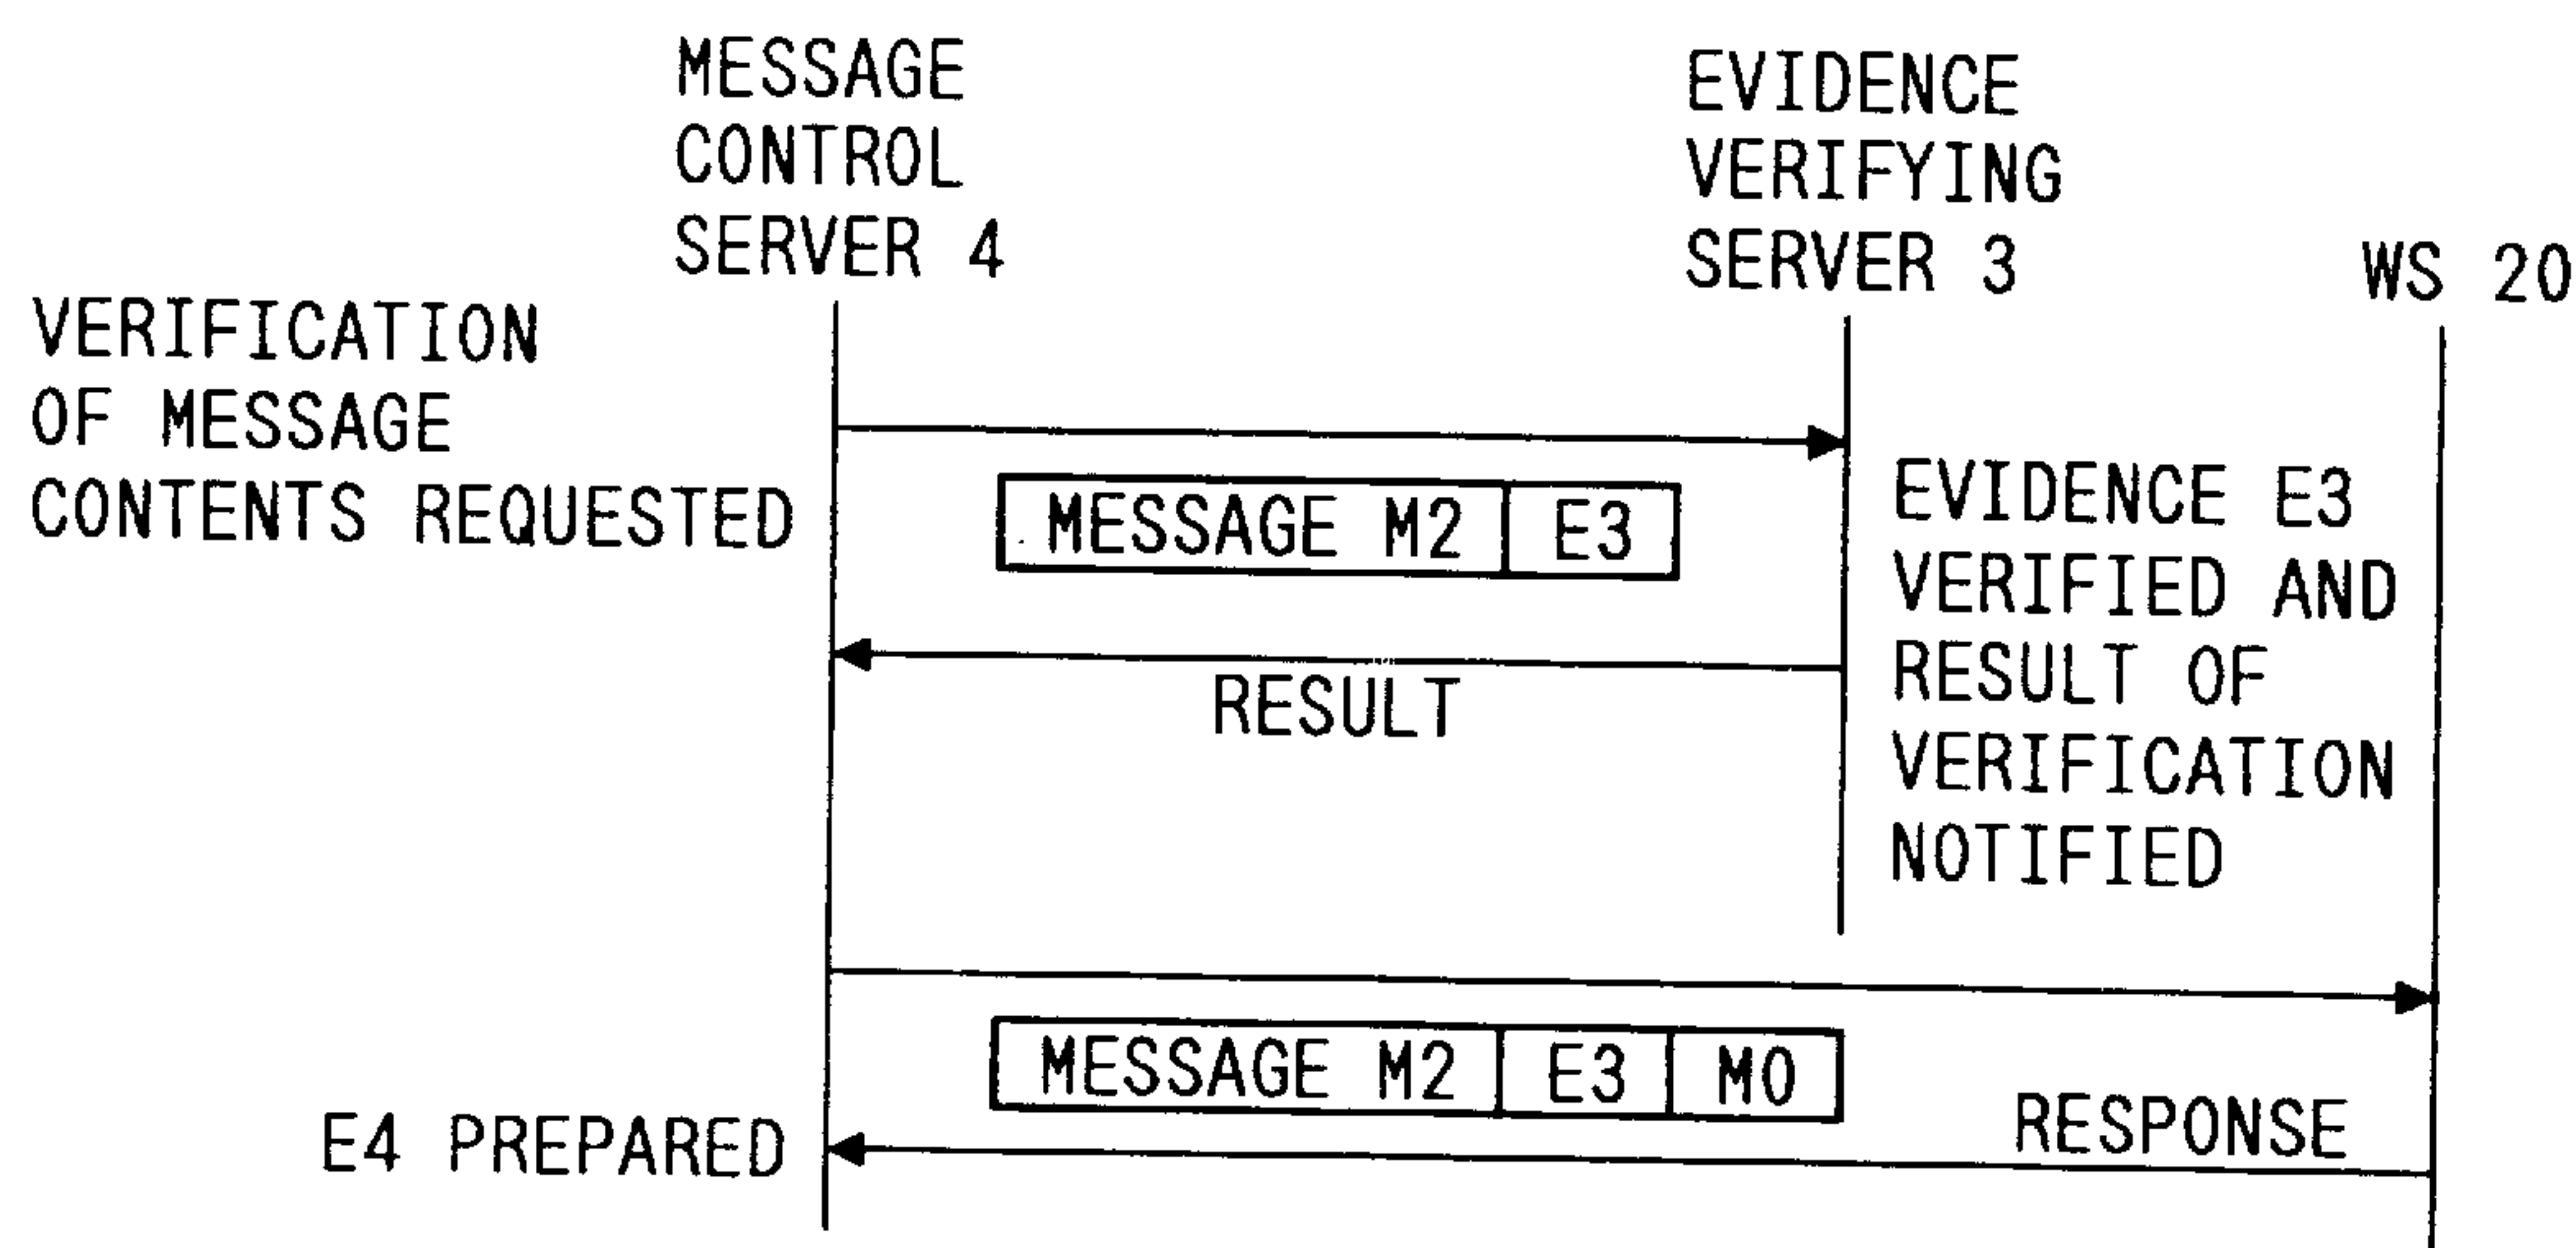 MESSAGE
CONTROL
SERVER 4
EVIDENCE
VERIFYING
SERVER 3
WS 20
VERIFICATION
OF MESSAGE
CONTENTS REQUESTED
MESSAGE M2 E3
EVIDENCE E3
VERIFIED AND
RESULT OF
VERIFICATION
NOTIFIED
RESULT
MESSAGE M2 E3 M0
RESPONSE
E4 PREPARED